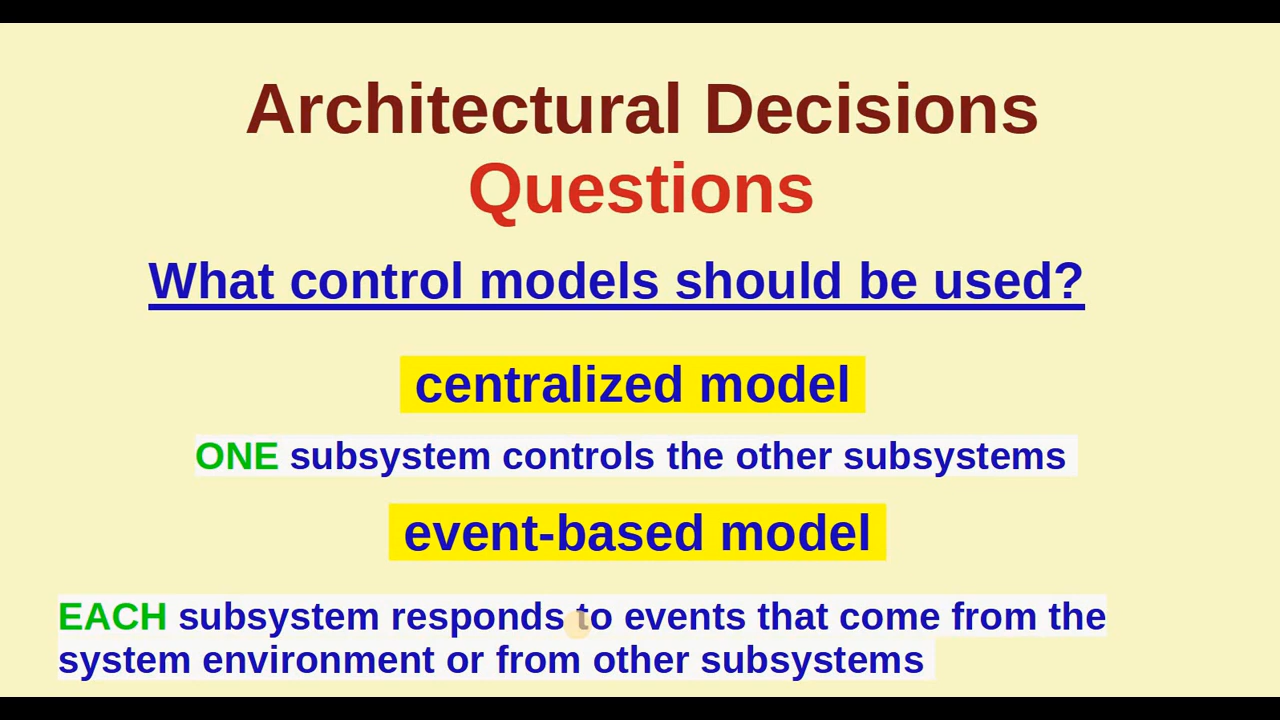 Architectural Decisions
Questions
What control models should be used?
centralized model
ONE subsystem controls the other subsystems
event-based model
EACH subsystem responds to events that come from the
system environment or from other subsystems